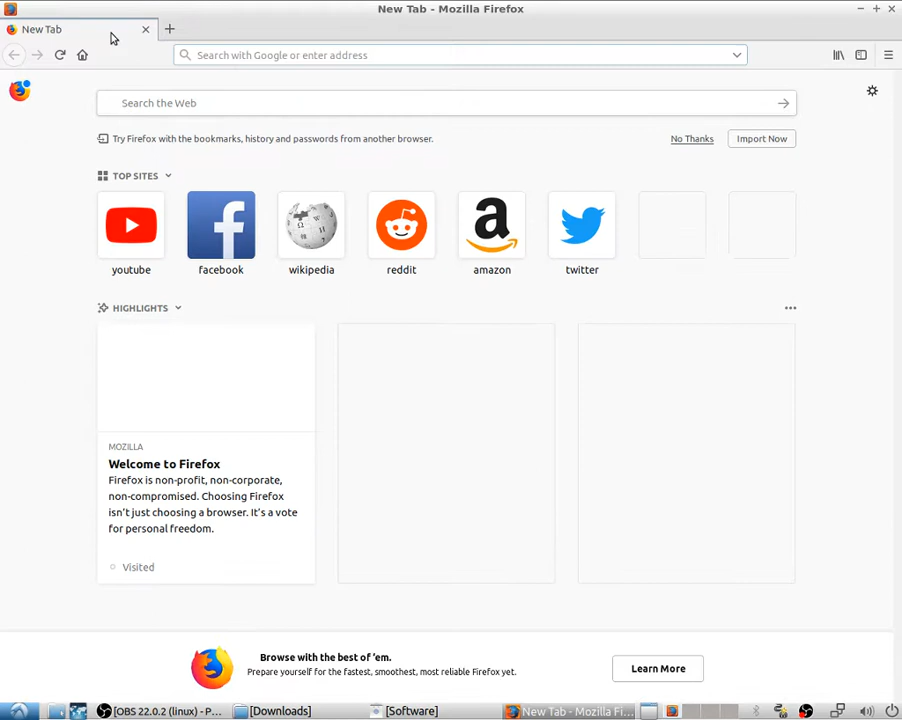 New Tab - Mozilla Firefox
New Tab
Search with Google or enter address
Search the Web
Try Firefox with the bookmarks, history and passwords from another browser.
No Thanks
Import Now
TOP SITES
youtube
facebook
wikipedia
reddit
amazon
twitter
HIGHLIGHTS
MOZILLA
Welcome to Firefox
Firefox is non-profit, non-corporate,
non-compromised. Choosing Firefox
isn't just choosing a browser. It's a vote
for personal freedom.
Visited
Browse with the best of 'em.
Prepare yourself for the fastest, smoothest, most reliable Firefox yet.
Learn More
[OBS 22.0.2 (linux) - P...
[Downloads]
[Software]
New Tab - Mozilla Fi...